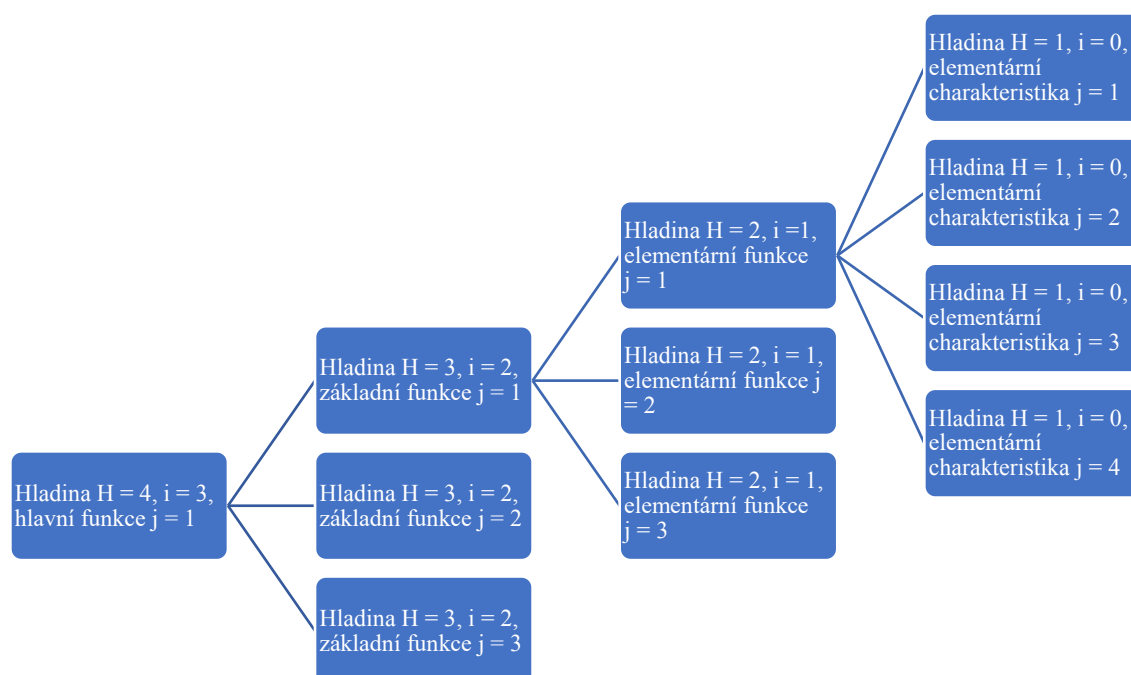 Hladina H = 4, i = 3,
hlavní funkce j = 1
Hladina H = 3, i = 2,
základní funkce j = 1
Hladina H = 3, i = 2,
základní funkce j = 2
Hladina H = 3, i = 2,
základní funkce j = 3
Hladina H = 2, i =1,
elementární funkce
j = 1
Hladina H = 2, i = 1,
elementární funkce j
= 2
Hladina H = 2, i = 1,
elementární funkce
j = 3
Hladina H = 1, i = 0,
elementární
charakteristika j = 1
Hladina H = 1, i = 0,
elementární
charakteristika j = 2
Hladina H = 1, i = 0,
elementární
charakteristika j = 3
Hladina H = 1, i = 0,
elementární
charakteristika j = 4